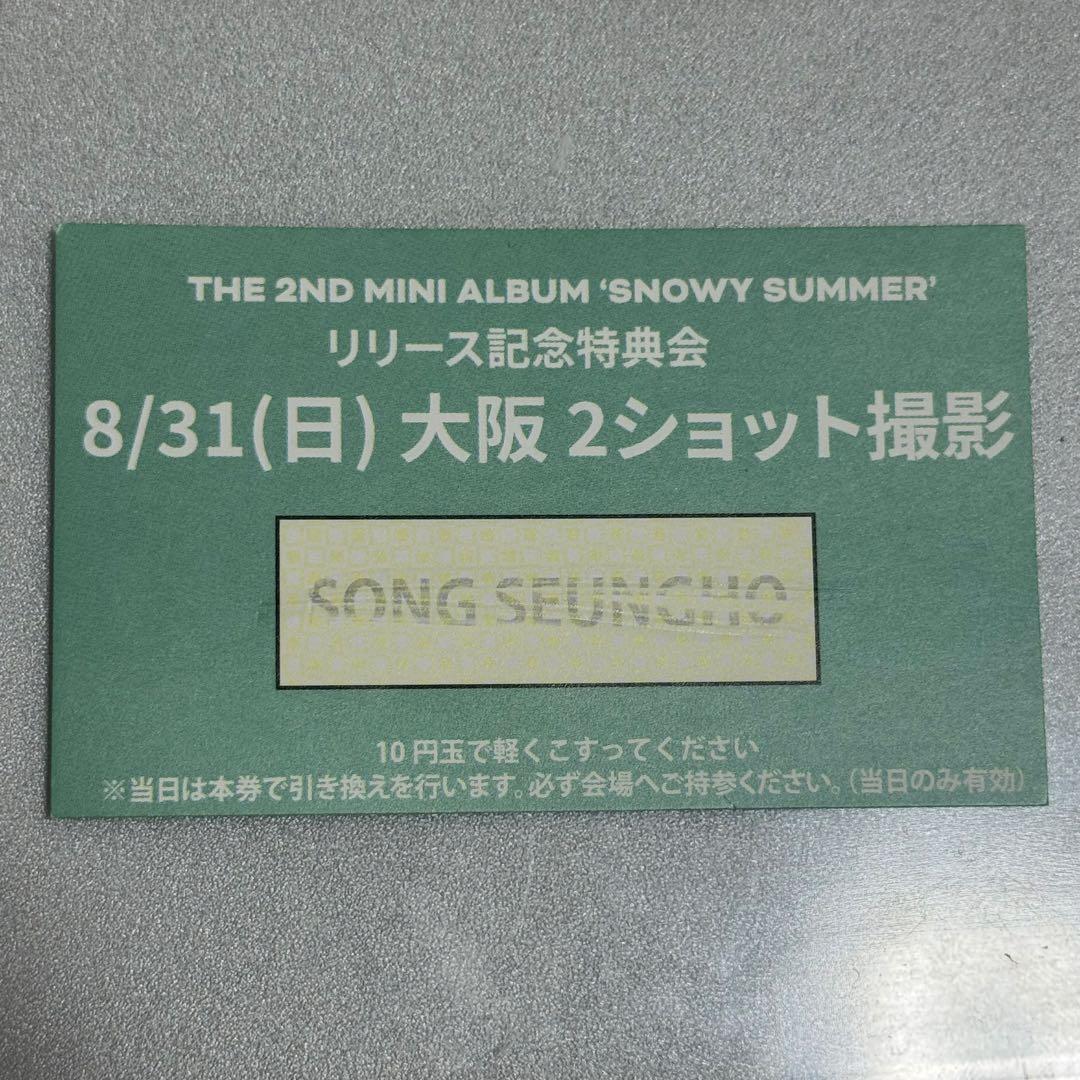 THE 2ND MINI ALBUM ‘SNOWY SUMMER’
リリース記念特典会
8/31(日) 大阪 2ショット撮影
SONG SEUNGHO
10円玉で軽くこすってください
※当日は本券で引き換えを行います。必ず会場へご持参ください。(当日のみ有効)